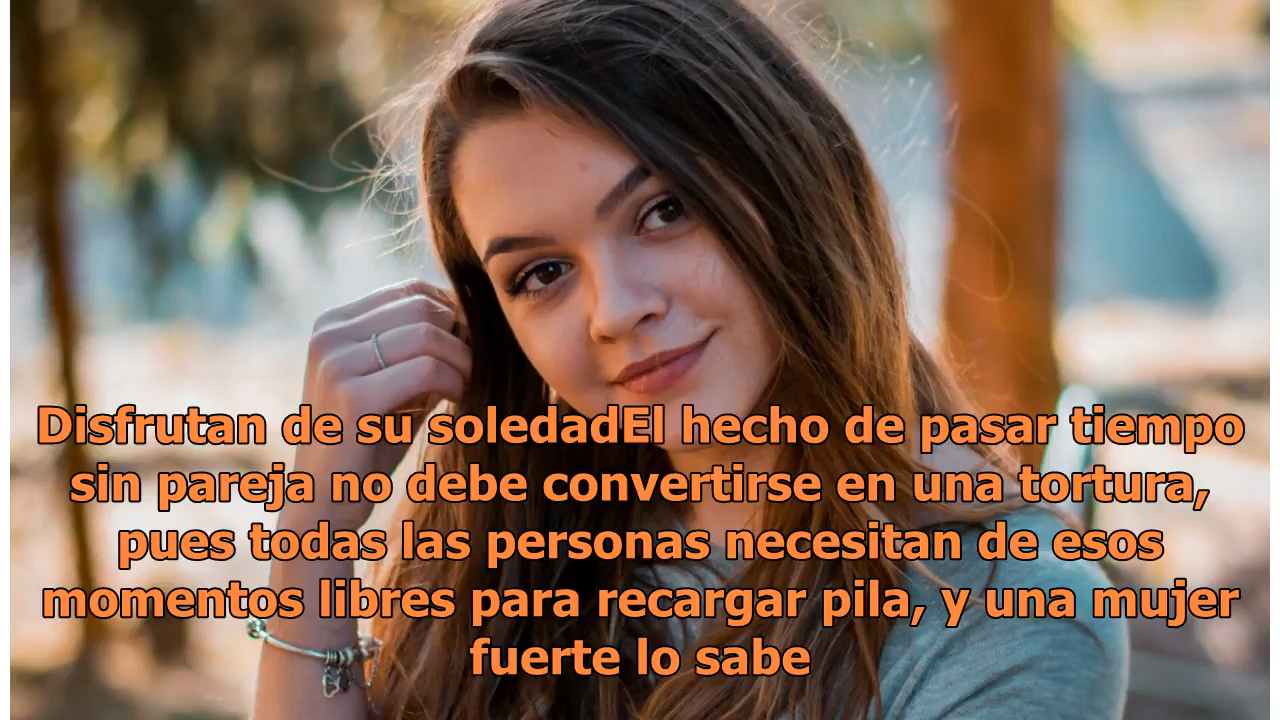 Disfrutan de su soledadEl hecho de pasar tiempo
sin pareja no debe convertirse en una tortura,
pues todas las personas necesitan de esos
momentos libres para recargar pila, y una mujer
fuerte lo sabe